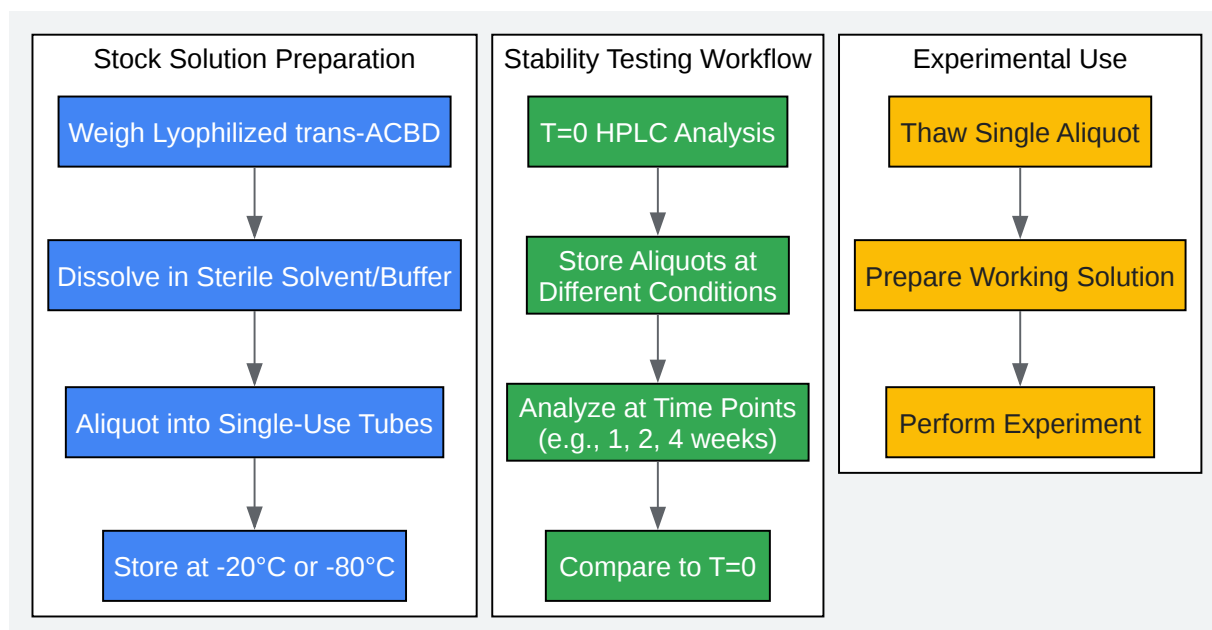 Stock Solution Preparation
Weigh Lyophilized trans-ACBD
Dissolve in Sterile Solvent/Buffer
Aliquot into Single-Use Tubes
Store at -20°C or -80°C
Stability Testing Workflow
T=0 HPLC Analysis
Store Aliquots at
Different Conditions
Analyze at Time Points
(e.g., 1, 2, 4 weeks)
Compare to T=0
Experimental Use
Thaw Single Aliquot
Prepare Working Solution
Perform Experiment